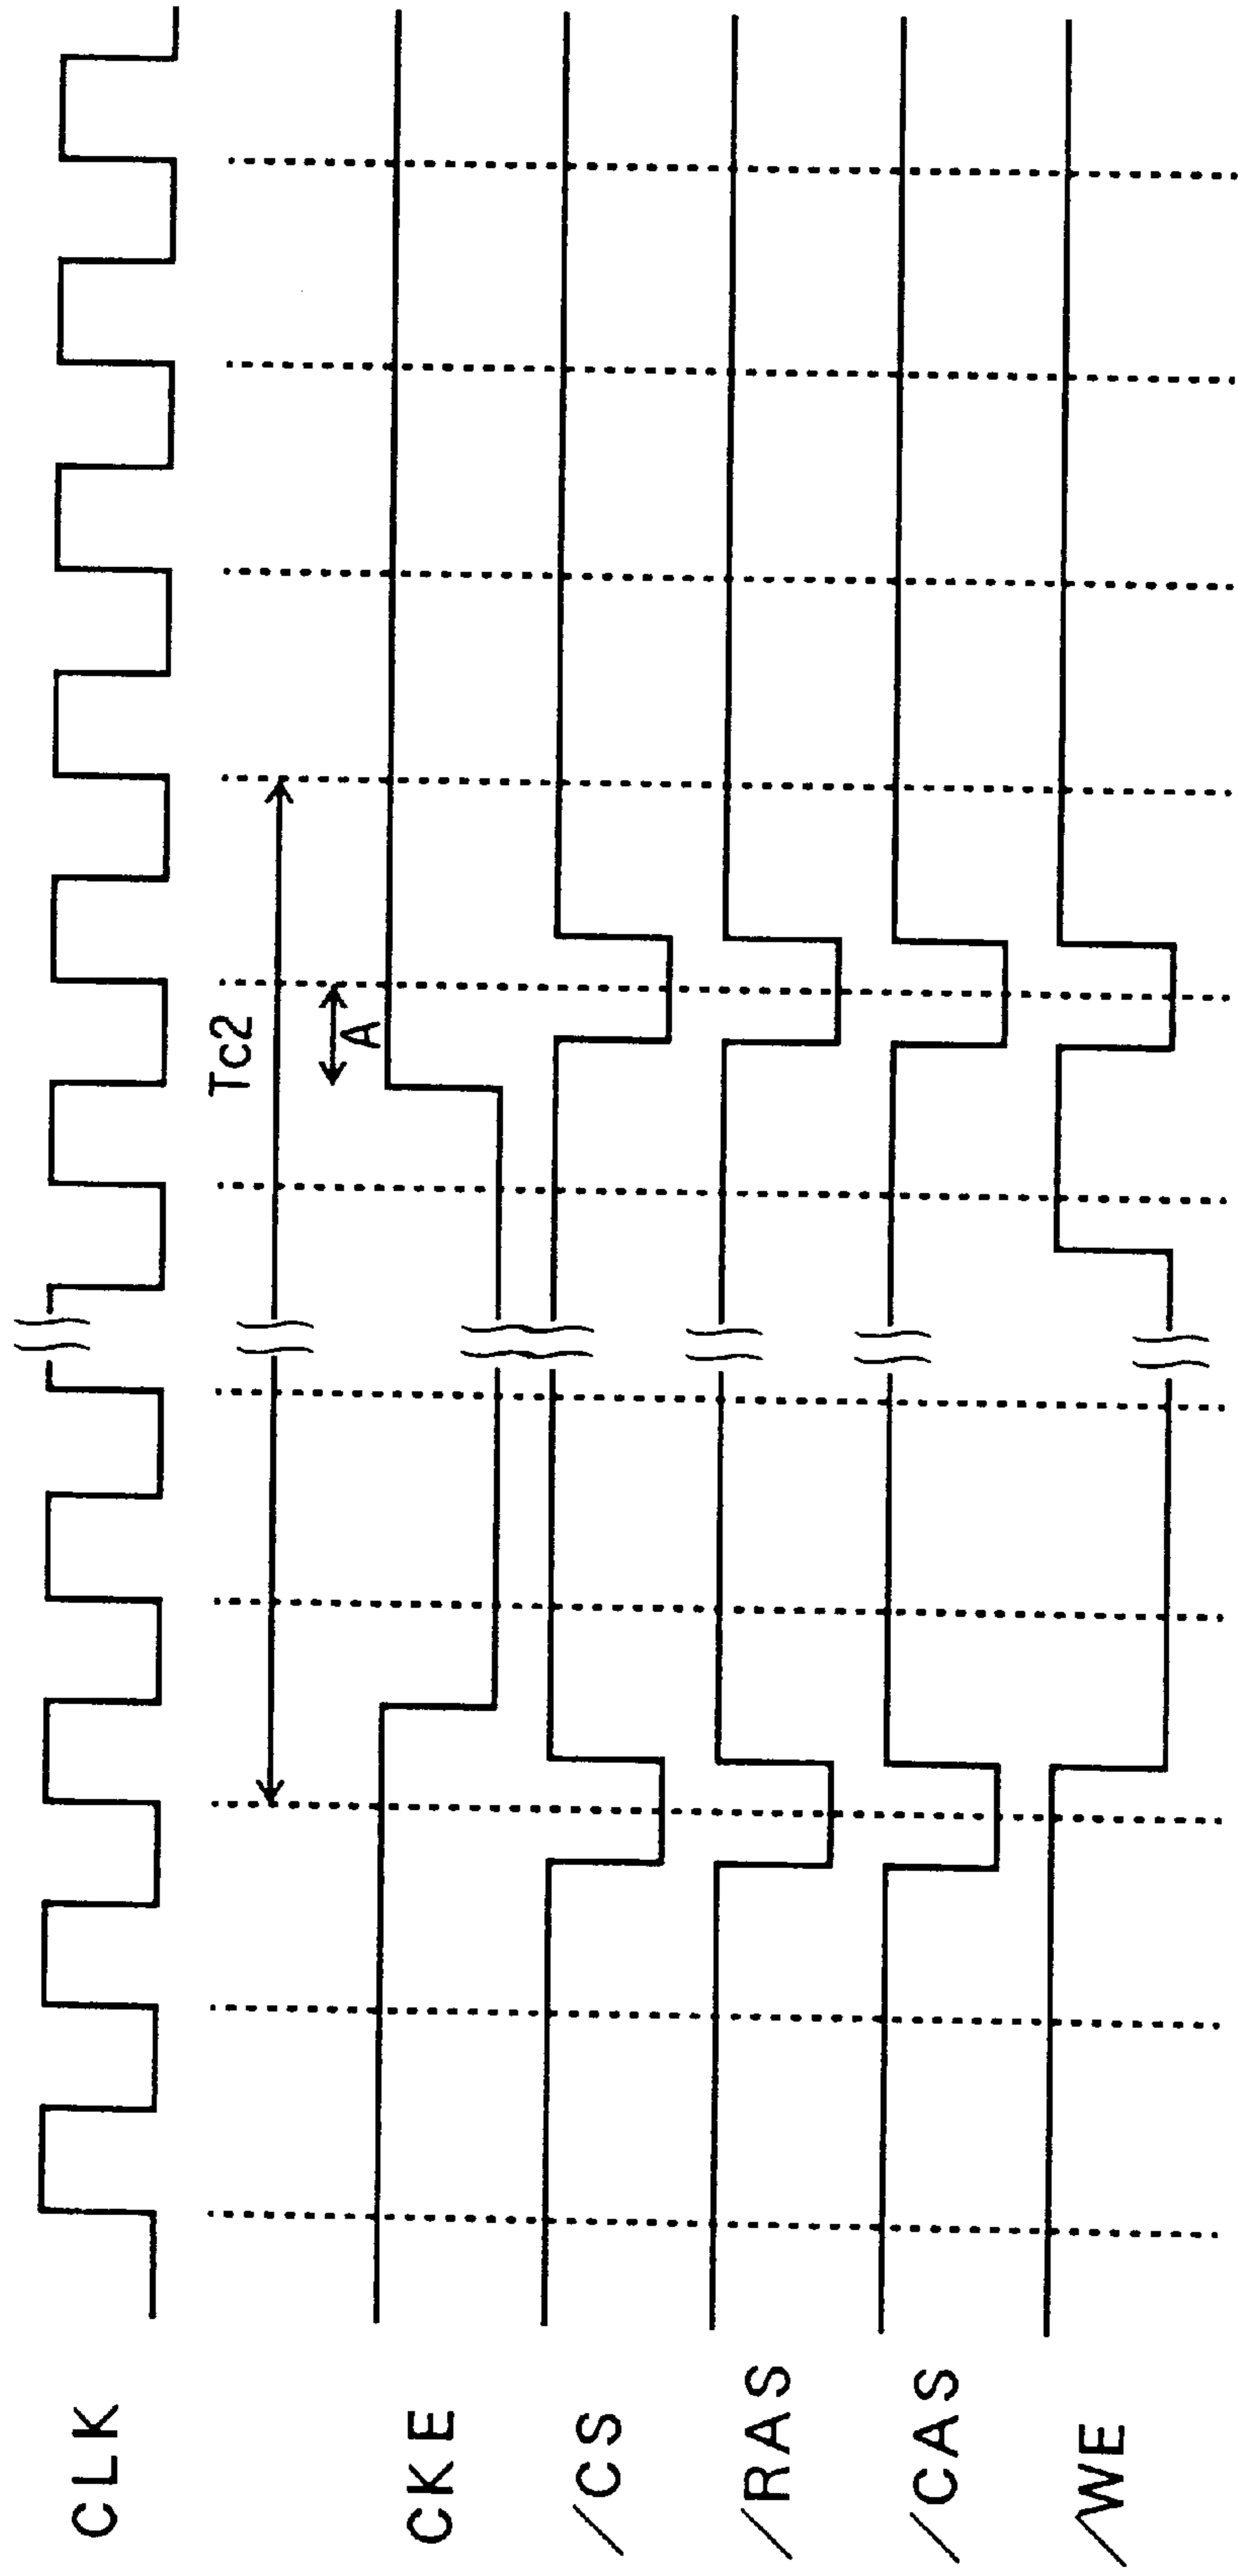 CLK
Tc2
A
CKE
/CS
/RAS
/CAS
/WE